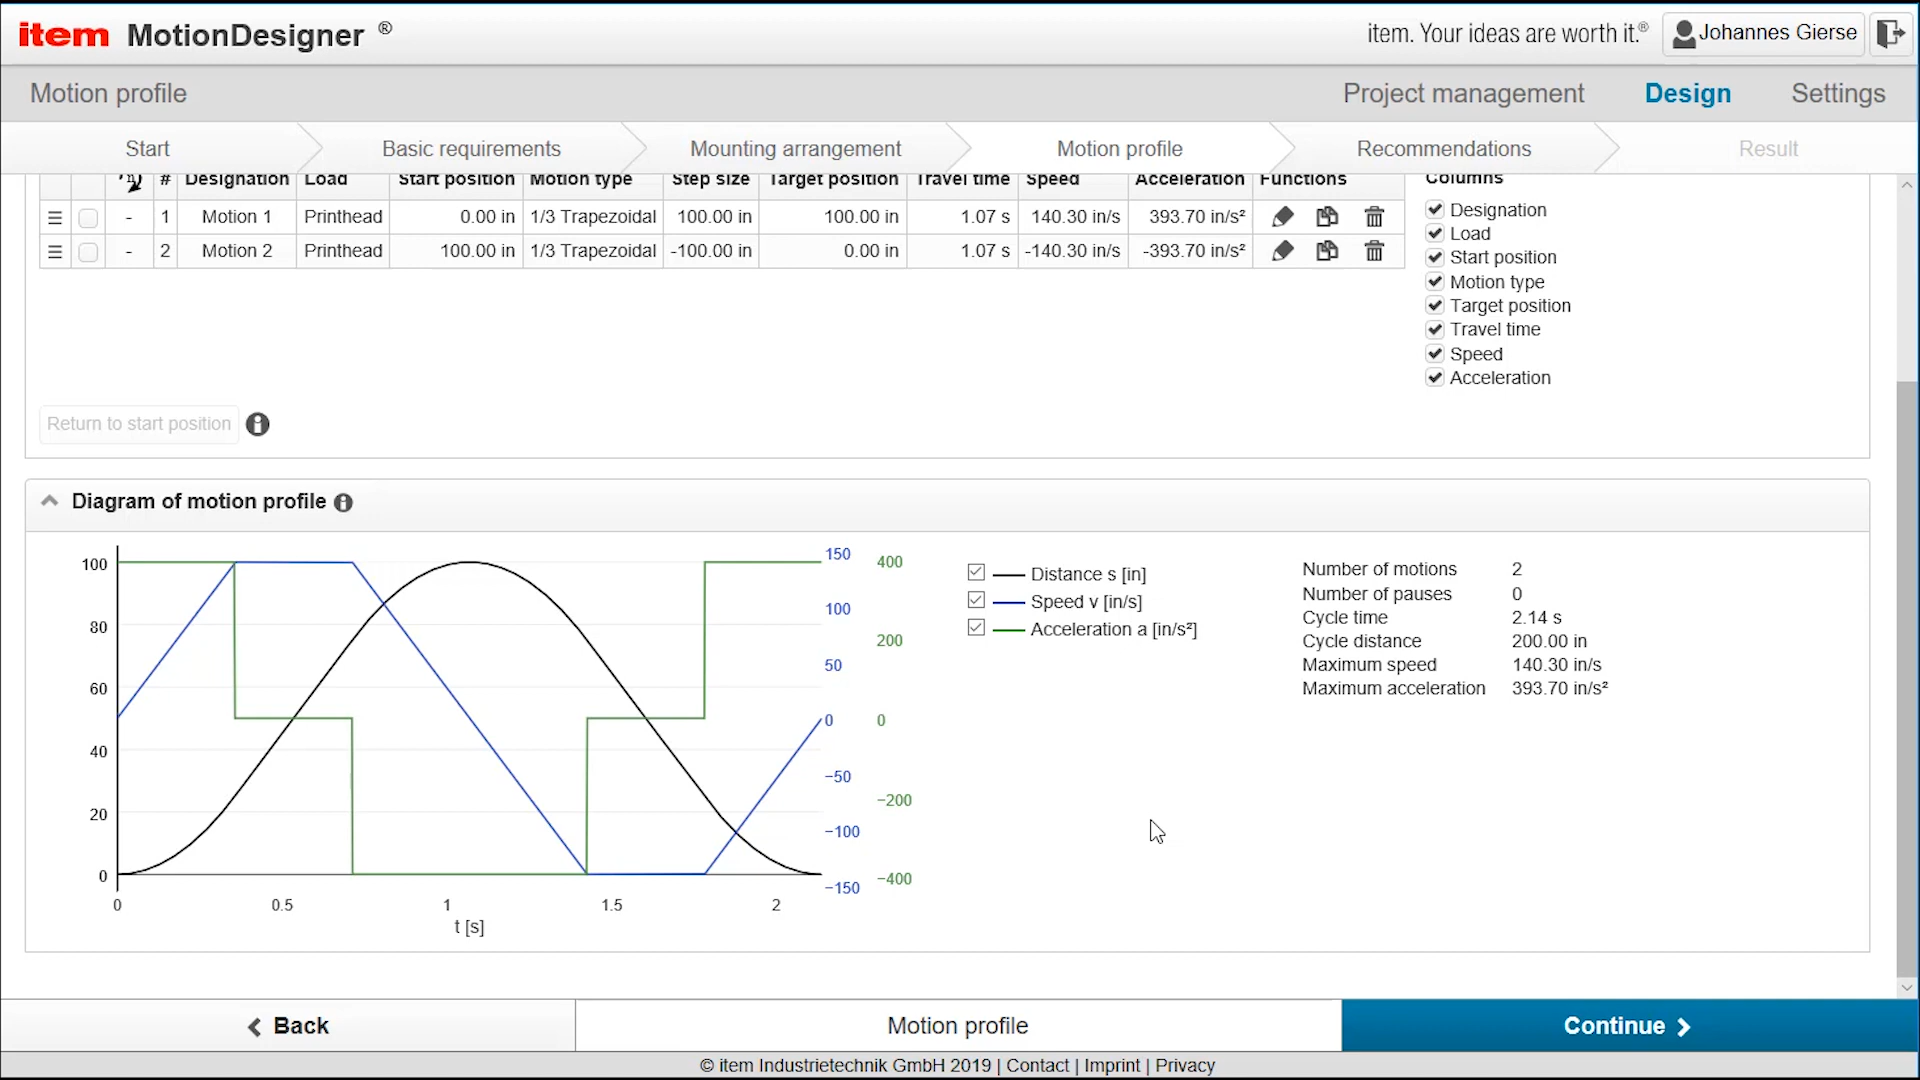 item MotionDesigner ®
item. Your ideas are worth it.®
Johannes Gierse
Motion profile
Project management
Design
Settings
Start
Basic requirements
Mounting arrangement
Motion profile
Recommendations
Result
# Designation Load Start position Motion type Step size Target position Travel time Speed Acceleration Functions
- 1 Motion 1 Printhead 0.00 in 1/3 Trapezoidal 100.00 in 100.00 in 1.07 s 140.30 in/s 393.70 in/s²
- 2 Motion 2 Printhead 100.00 in 1/3 Trapezoidal -100.00 in 0.00 in 1.07 s -140.30 in/s -393.70 in/s²
Columns
Designation
Load
Start position
Motion type
Target position
Travel time
Speed
Acceleration
Return to start position
Diagram of motion profile
100
80
60
40
20
0
0 0.5 1 1.5 2
t [s]
150
100
50
0
−50
−100
−150
400
200
0
−200
−400
Distance s [in]
Speed v [in/s]
Acceleration a [in/s²]
Number of motions 2
Number of pauses 0
Cycle time 2.14 s
Cycle distance 200.00 in
Maximum speed 140.30 in/s
Maximum acceleration 393.70 in/s²
Back
Motion profile
Continue
© item Industrietechnik GmbH 2019 | Contact | Imprint | Privacy